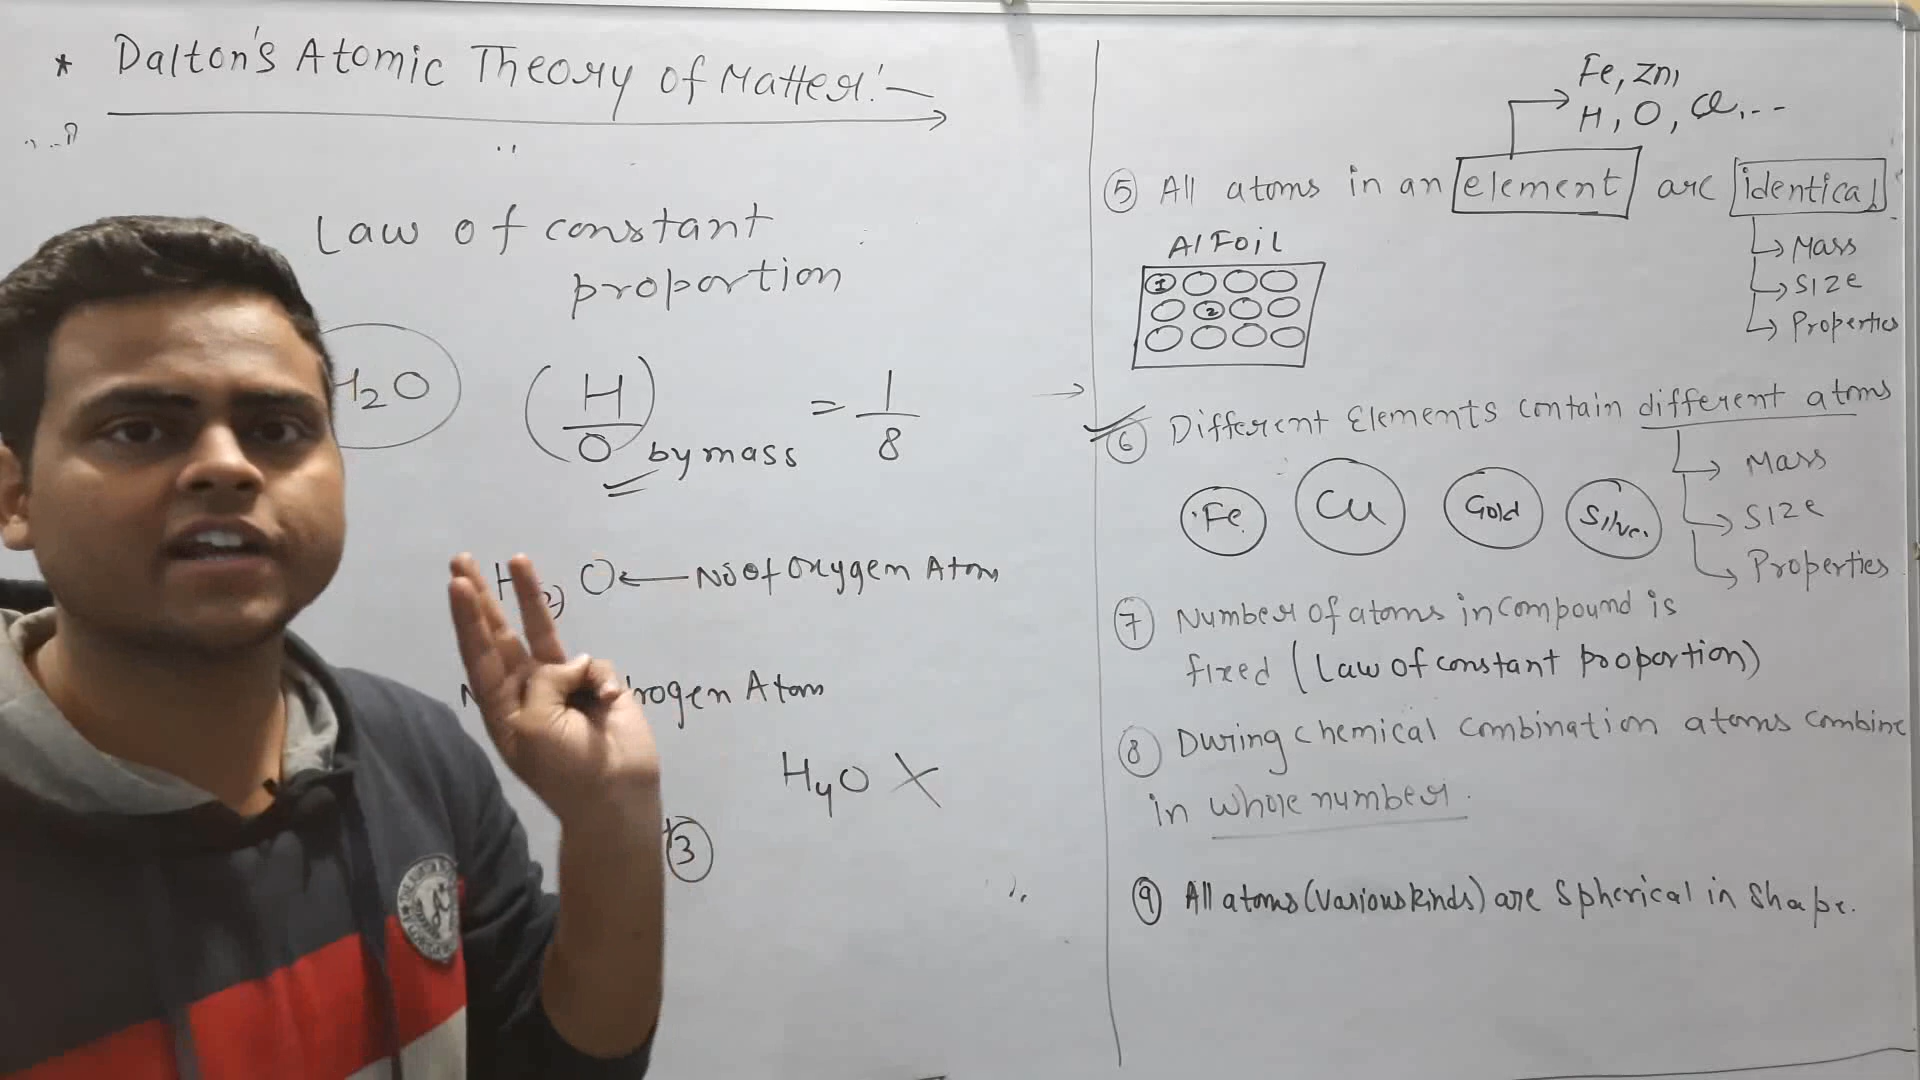 * Dalton's Atomic Theory of Matter:-
Law of constant
proportion
H2O
(H/O) by mass = 1/8
O ← No of Oxygen Atom
rogen Atom
H4O X
3
Fe, Zn,
H, O, Cl, --
⑤ All atoms in an element are identical
→ Mass
→ Size
→ Properties
Al Foil
1
2
⑥ Different Elements contain different atoms
→ Mass
→ Size
→ Properties
Fe Cu Gold Silver
⑦ Number of atoms in compound is
fixed (Law of constant proportion)
⑧ During chemical combination atoms combine
in whole number.
⑨ All atoms (various kinds) are spherical in shape.